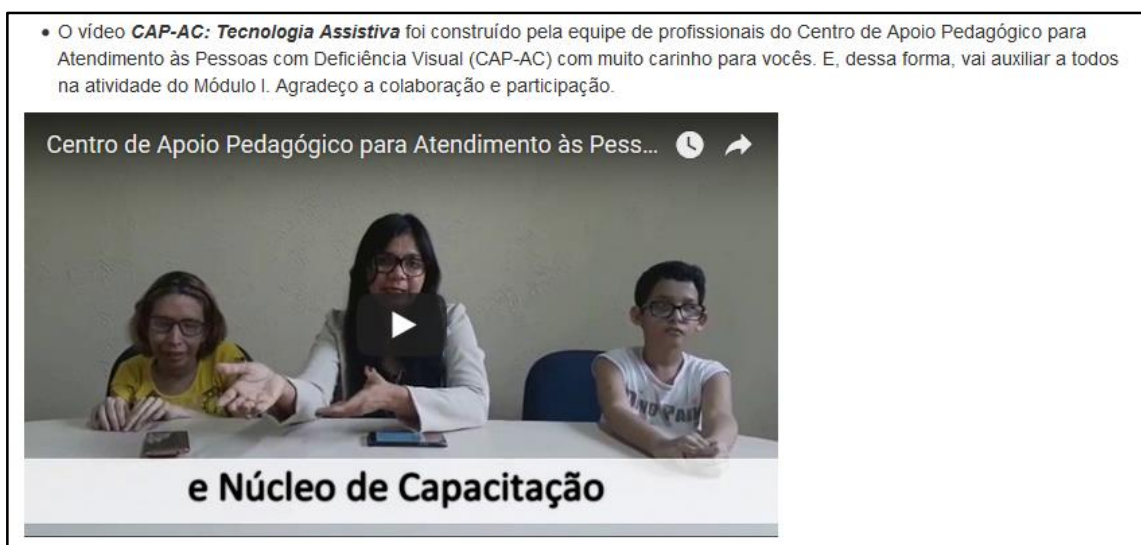 • O vídeo CAP-AC: Tecnologia Assistiva foi construído pela equipe de profissionais do Centro de Apoio Pedagógico para
Atendimento às Pessoas com Deficiência Visual (CAP-AC) com muito carinho para vocês. E, dessa forma, vai auxiliar a todos
na atividade do Módulo I. Agradeço a colaboração e participação.
Centro de Apoio Pedagógico para Atendimento às Pess...
e Núcleo de Capacitação